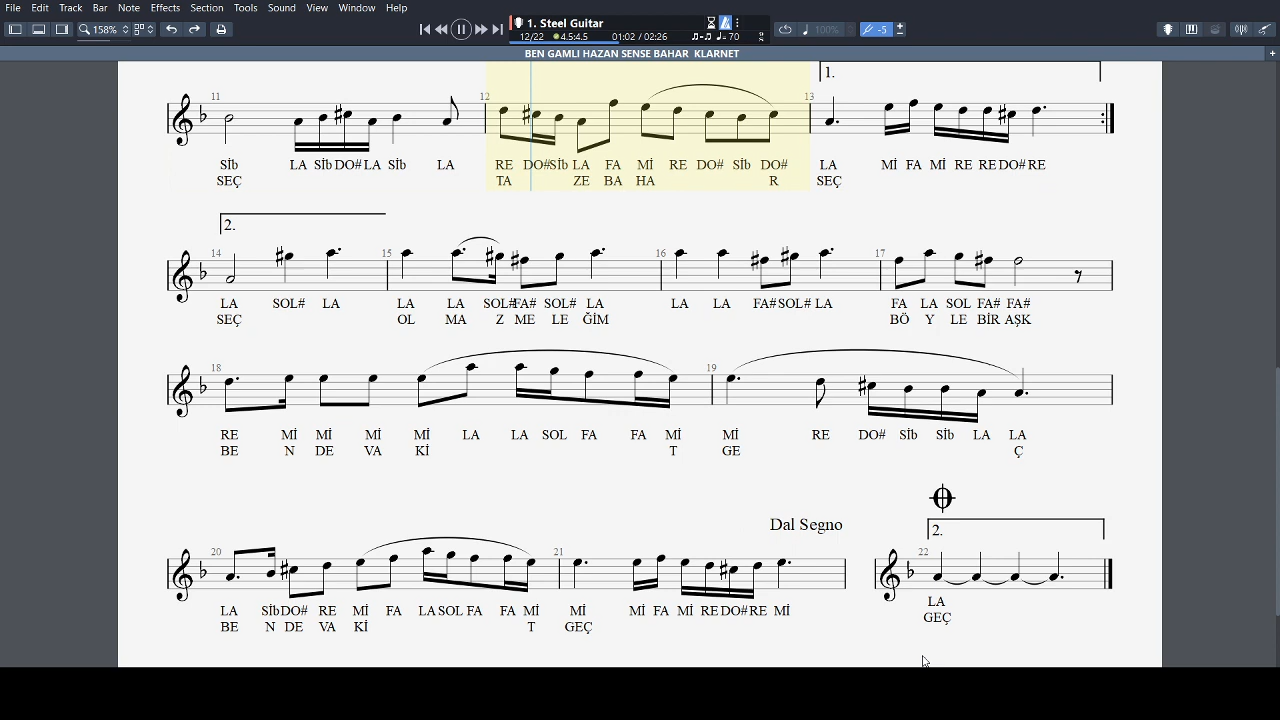 File Edit Track Bar Note Effects Section Tools Sound View Window Help
158% 1. Steel Guitar 12/22 4.5:4.5 01:02 / 02:26 = 70 100% -5
BEN GAMLI HAZAN SENSE BAHAR KLARNET
1.
11 12 13
Sİb LA Sİb DO# LA Sİb LA RE DO# Sİb LA FA Mİ RE DO# Sİb DO# LA Mİ FA Mİ RE RE DO# RE
SEÇ TA ZE BA HA R SEÇ
2.
14 15 16 17
LA SOL# LA LA LA SOL# FA# SOL# LA LA LA FA# SOL# LA FA LA SOL FA# FA#
SEÇ OL MA Z ME LE ĞİM BÖ Y LE BİR AŞK
18 19
RE Mİ Mİ Mİ Mİ LA LA SOL FA FA Mİ Mİ RE DO# Sİb Sİb LA LA
BE N DE VA Kİ T GE Ç
Dal Segno 2.
20 21 22
LA Sİb DO# RE Mİ FA LA SOL FA FA Mİ Mİ Mİ FA Mİ RE DO# RE Mİ LA
BE N DE VA Kİ T GEÇ GEÇ